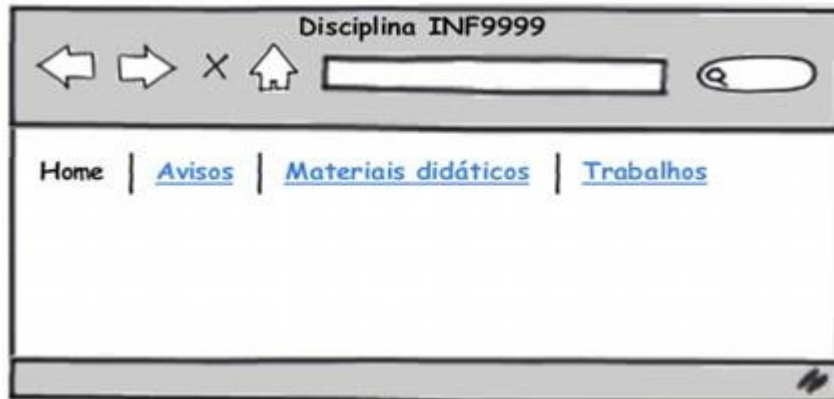 Disciplina INF9999
Home | Avisos | Materiais didáticos | Trabalhos